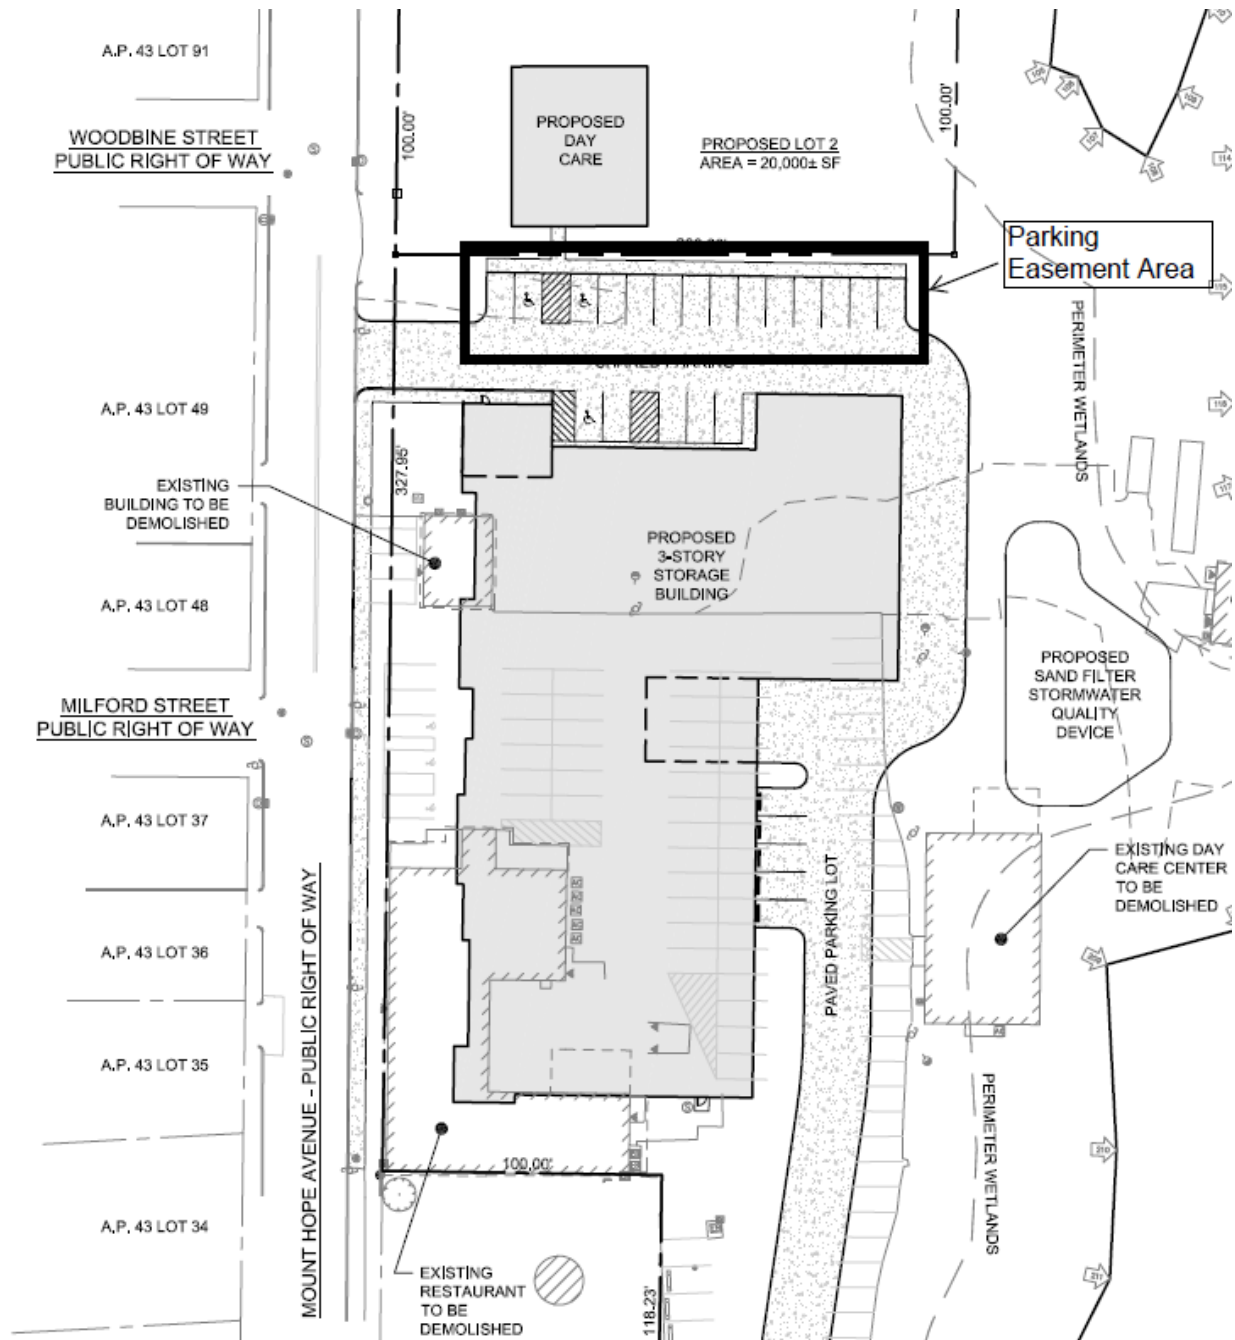 A.P. 43 LOT 91
WOODBINE STREET
PUBLIC RIGHT OF WAY
100.00'
PROPOSED
DAY
CARE
PROPOSED LOT 2
AREA = 20,000± SF
100.00'
Parking
Easement Area
PERIMETER WETLANDS
A.P. 43 LOT 49
327.95'
EXISTING
BUILDING TO BE
DEMOLISHED
PROPOSED
3-STORY
STORAGE
BUILDING
A.P. 43 LOT 48
MILFORD STREET
PUBLIC RIGHT OF WAY
PROPOSED
SAND FILTER
STORMWATER
QUALITY
DEVICE
A.P. 43 LOT 37
MOUNT HOPE AVENUE - PUBLIC RIGHT OF WAY
PAVED PARKING LOT
EXISTING DAY
CARE CENTER
TO BE
DEMOLISHED
A.P. 43 LOT 36
A.P. 43 LOT 35
PERIMETER WETLANDS
100.00'
A.P. 43 LOT 34
EXISTING
RESTAURANT
TO BE
DEMOLISHED
118.23'
114
115
116
210
211